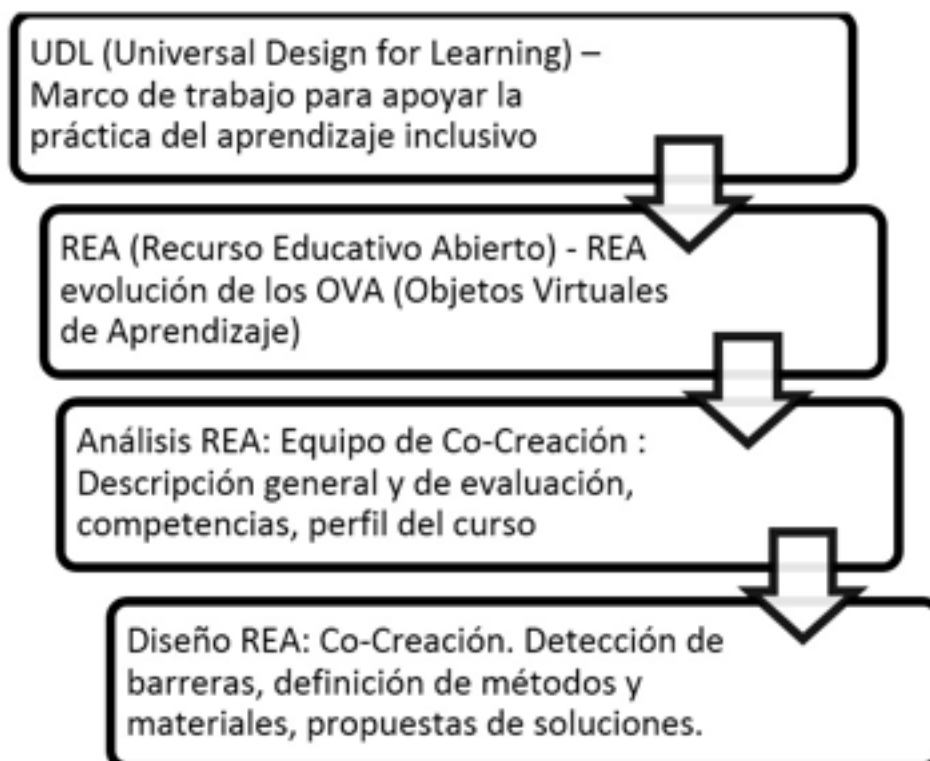 UDL (Universal Design for Learning) –
Marco de trabajo para apoyar la
práctica del aprendizaje inclusivo
REA (Recurso Educativo Abierto) - REA
evolución de los OVA (Objetos Virtuales
de Aprendizaje)
Análisis REA: Equipo de Co-Creación :
Descripción general y de evaluación,
competencias, perfil del curso
Diseño REA: Co-Creación. Detección de
barreras, definición de métodos y
materiales, propuestas de soluciones.